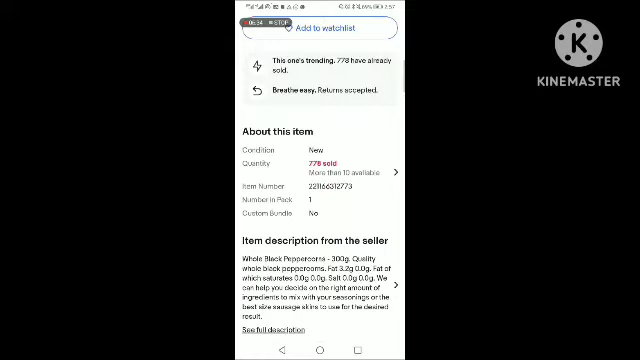 2:57
05:34 STOP
Add to watchlist
This one's trending. 778 have already
sold.
Breathe easy. Returns accepted.
K
KINEMASTER
About this item
Condition New
Quantity 778 sold
More than 10 available
Item Number 221166312773
Number in Pack 1
Custom Bundle No
Item description from the seller
Whole Black Peppercorns - 300g. Quality
whole black peppercorns. Fat 3.2g 0.0g. Fat of
which saturates 0.0g 0.0g. Salt 0.0g 0.0g. We
can help you decide on the right amount of
ingredients to mix with your seasonings or the
best size sausage skins to use for the desired
result.
See full description